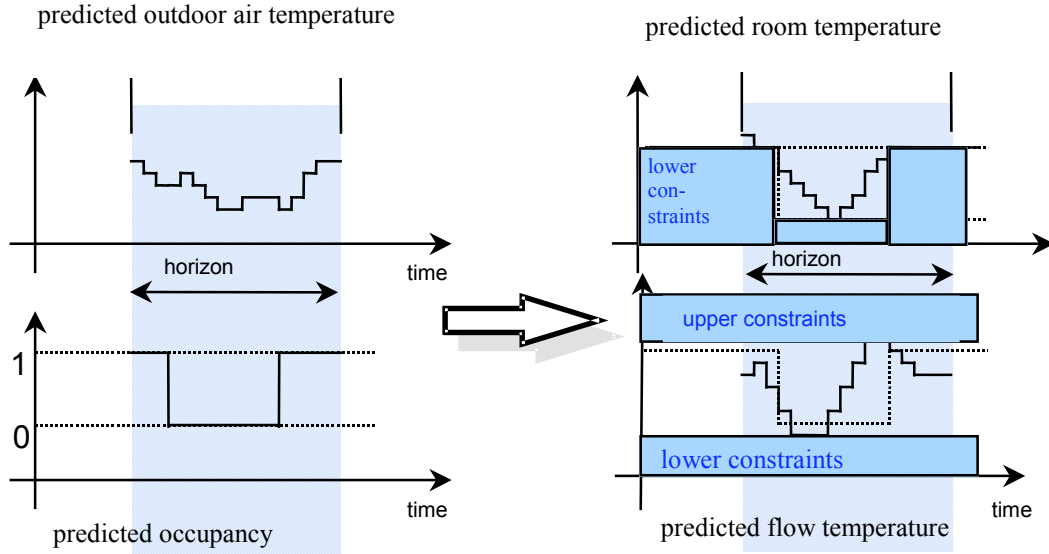 predicted outdoor air temperature
horizon
time
1
0
time
predicted occupancy
predicted room temperature
lower
con-
straints
horizon
time
upper constraints
lower constraints
time
predicted flow temperature